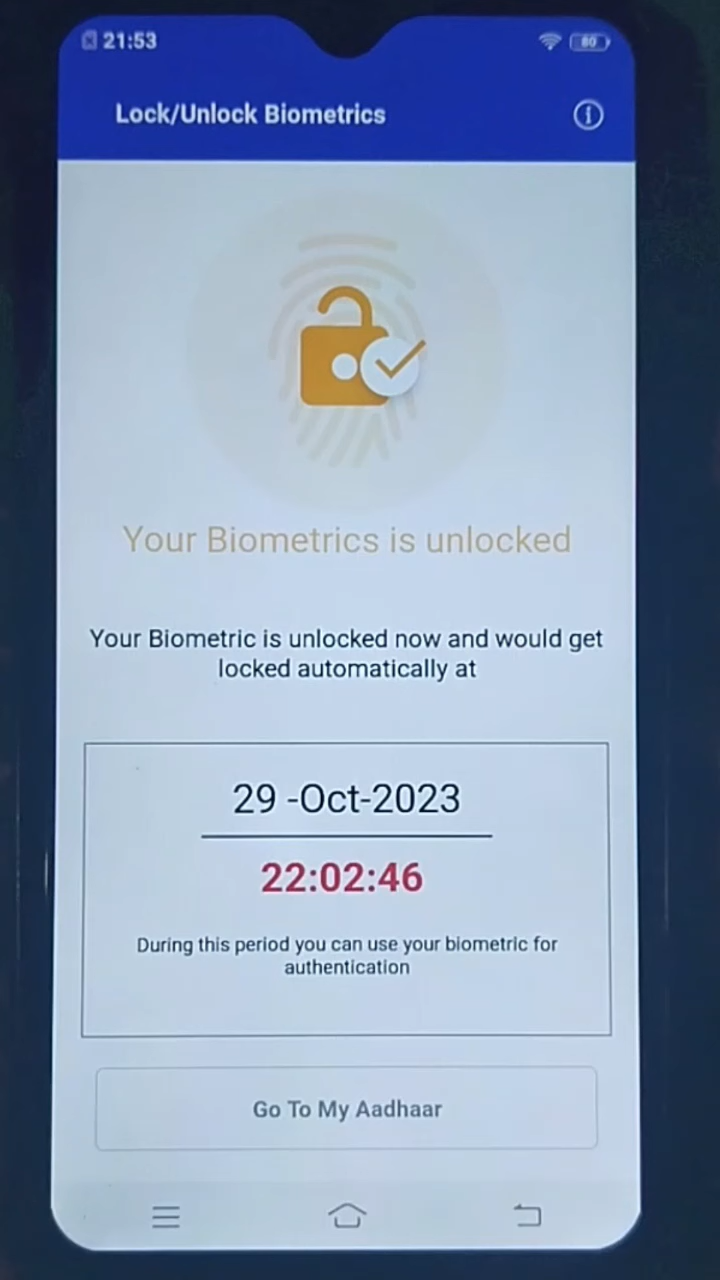 21:53
80
Lock/Unlock Biometrics
Your Biometrics is unlocked
Your Biometric is unlocked now and would get
locked automatically at
29 -Oct-2023
22:02:46
During this period you can use your biometric for
authentication
Go To My Aadhaar